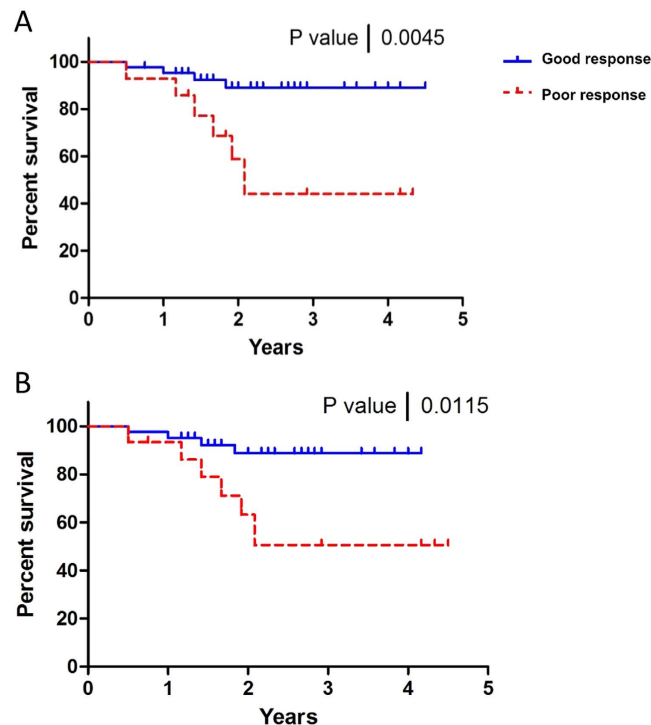 A
P value | 0.0045
Good response
Poor response
Percent survival
100
80
60
40
20
0
0 1 2 3 4 5
Years
B
P value | 0.0115
Percent survival
100
80
60
40
20
0
0 1 2 3 4 5
Years